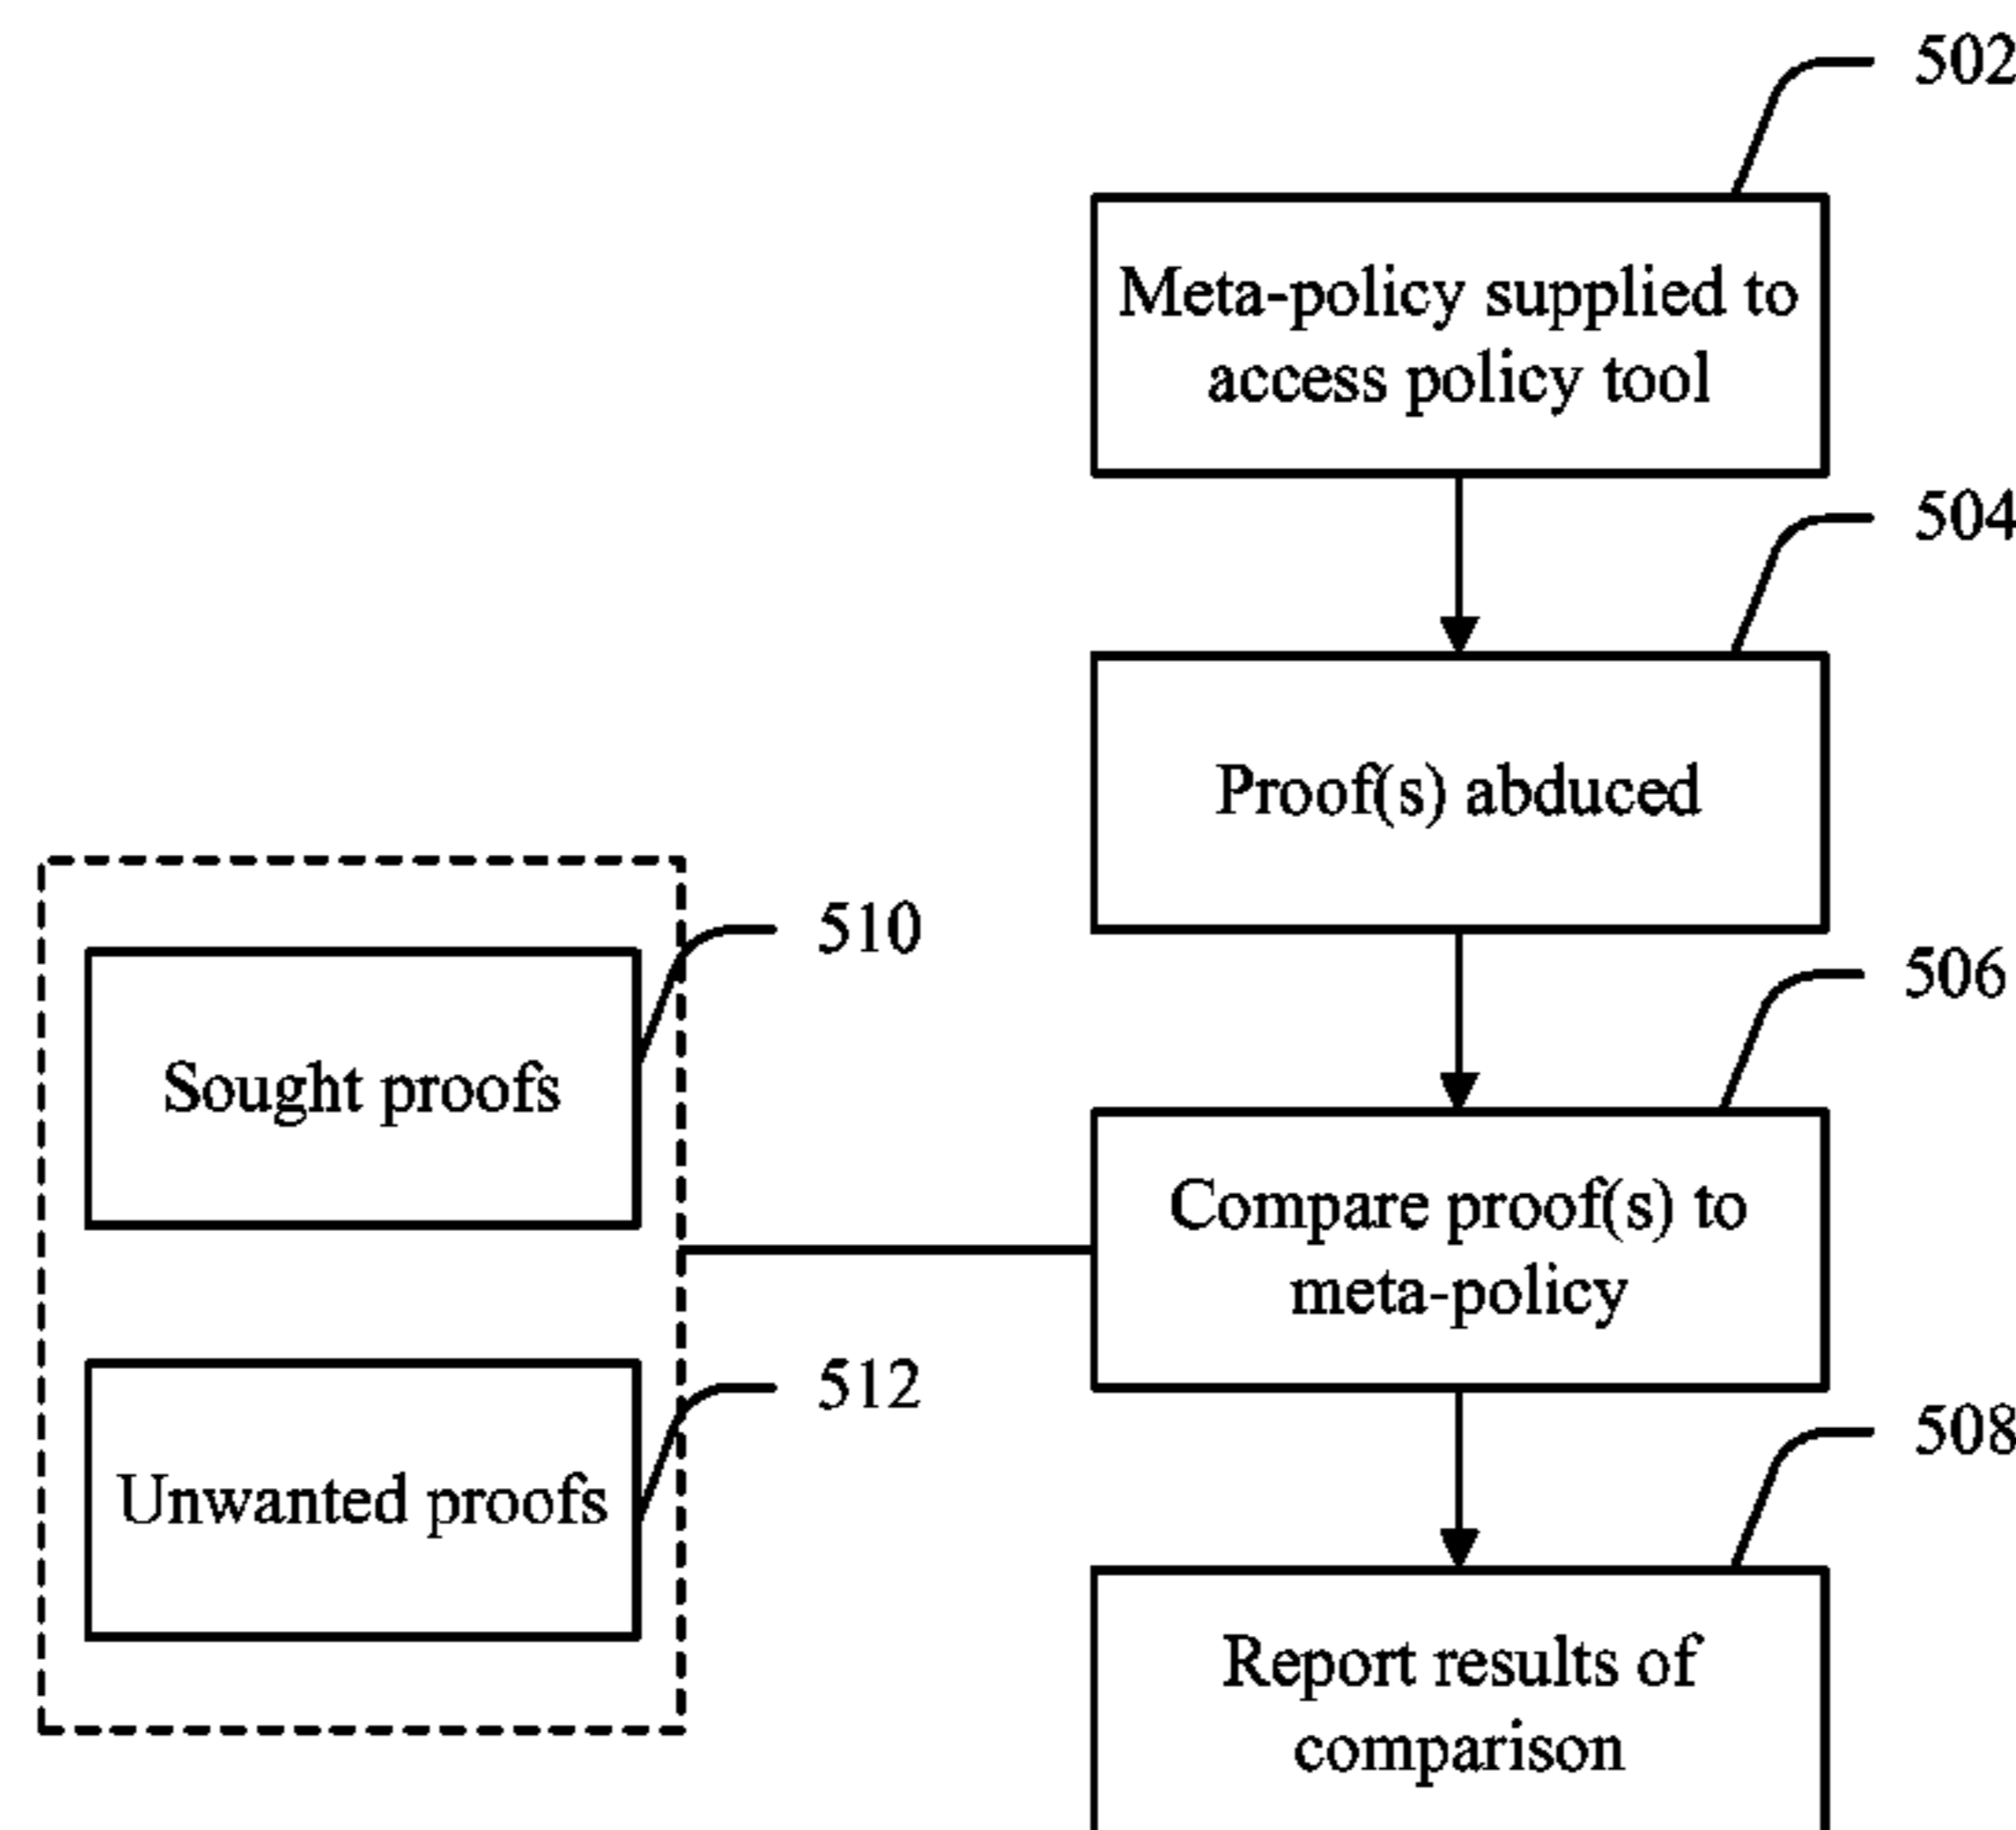 502
Meta-policy supplied to
access policy tool
504
Proof(s) abduced
510
506
Sought proofs
Compare proof(s) to
meta-policy
512
508
Unwanted proofs
Report results of
comparison